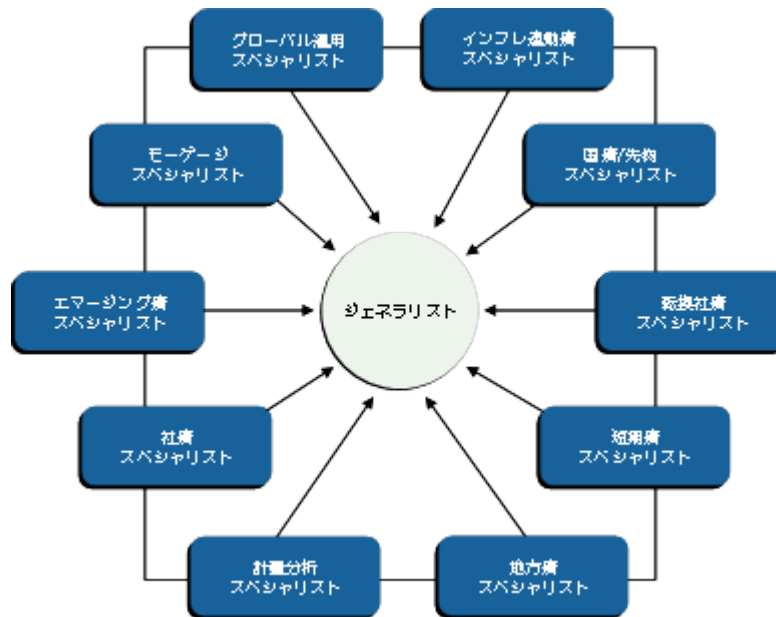 グローバル運用
スペシャリスト
インフレ連動債
スペシャリスト
モーゲージ
スペシャリスト
国債/先物
スペシャリスト
エマージング債
スペシャリスト
ジェネラリスト
転換社債
スペシャリスト
社債
スペシャリスト
短期債
スペシャリスト
計量分析
スペシャリスト
地方債
スペシャリスト